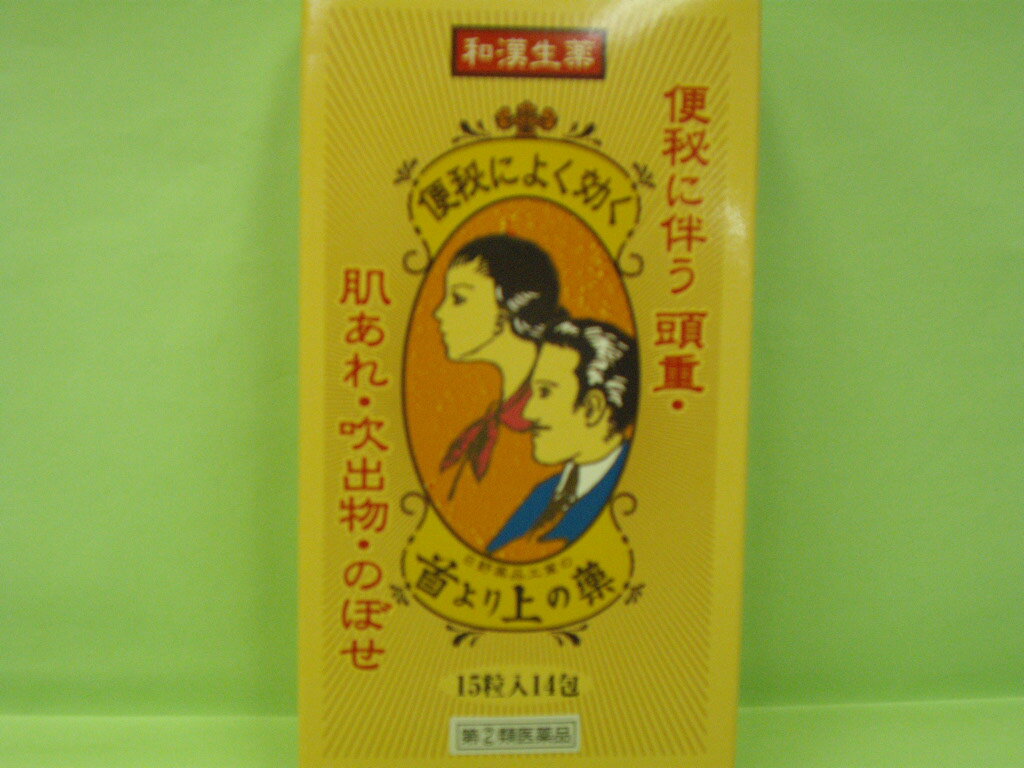 和漢生薬
便秘に伴う 頭重・
肌あれ・吹出物・のぼせ
便秘によく効く
首より上の薬
15粒入14包
第②類医薬品